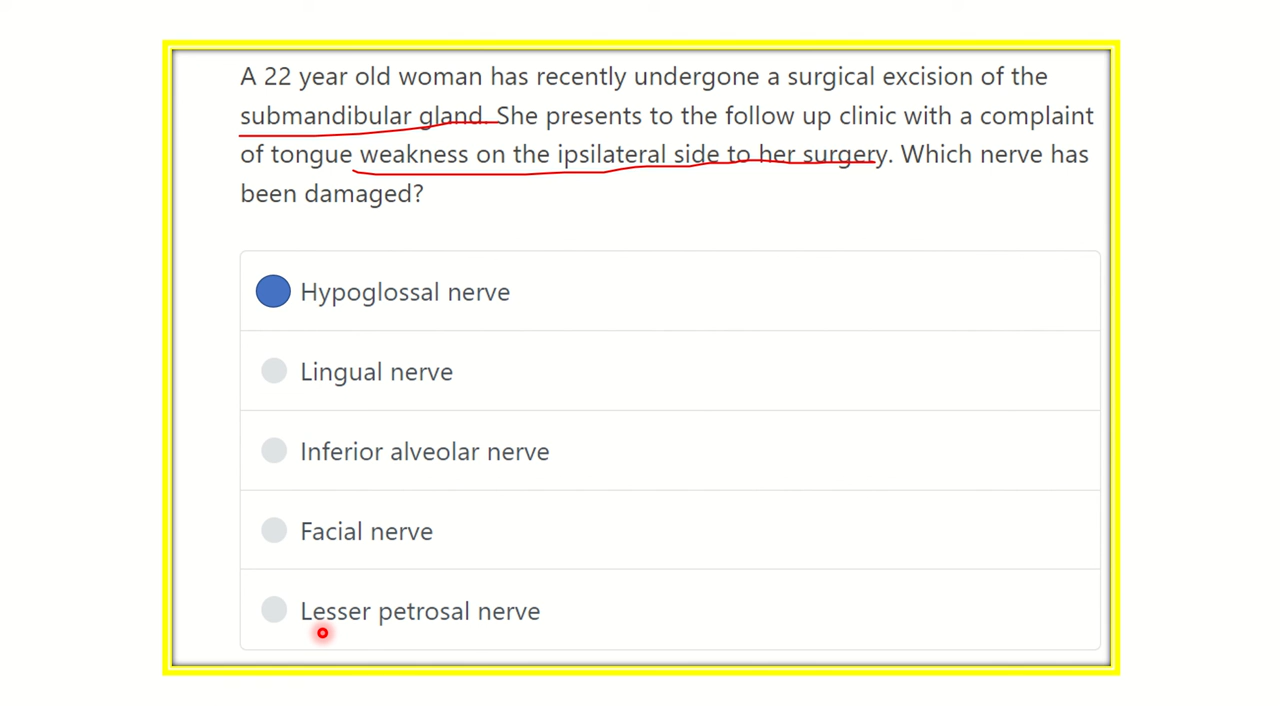 A 22 year old woman has recently undergone a surgical excision of the
submandibular gland. She presents to the follow up clinic with a complaint
of tongue weakness on the ipsilateral side to her surgery. Which nerve has
been damaged?
Hypoglossal nerve
Lingual nerve
Inferior alveolar nerve
Facial nerve
Lesser petrosal nerve